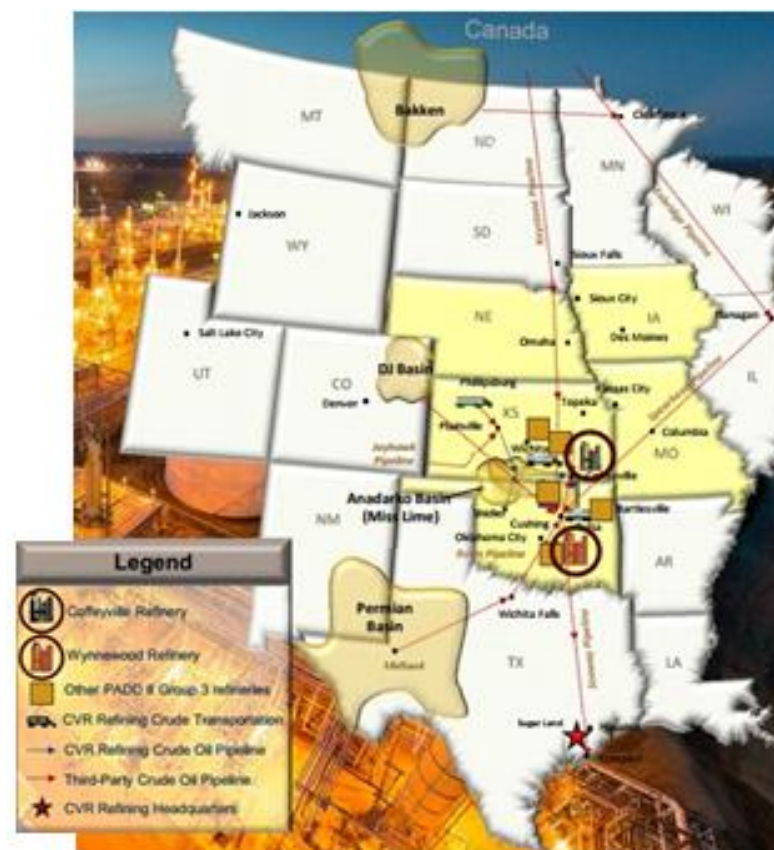 Canada
Bakken
MT
ND
MN
WI
Jackson
WY
SD
Keystone Pipeline
Sioux Falls
Sioux City
NE
IA
Des Moines
Omaha
IL
Salt Lake City
UT
CO
DJ Basin
Denver
Phillipsburg
Plainville
KS
Topeka
Kansas City
Columbia
MO
Jayhawk
Pipeline
Wichita
Anadarko Basin
(Miss Lime)
Bartlesville
Cushing
Oklahoma City
NM
AR
Permian
Basin
Midland
Wichita Falls
TX
LA
Sugar Land
Legend
Coffeyville Refinery
Wynnewood Refinery
Other PADD II Group 3 refineries
CVR Refining Crude Transportation
CVR Refining Crude Oil Pipeline
Third-Party Crude Oil Pipeline
CVR Refining Headquarters